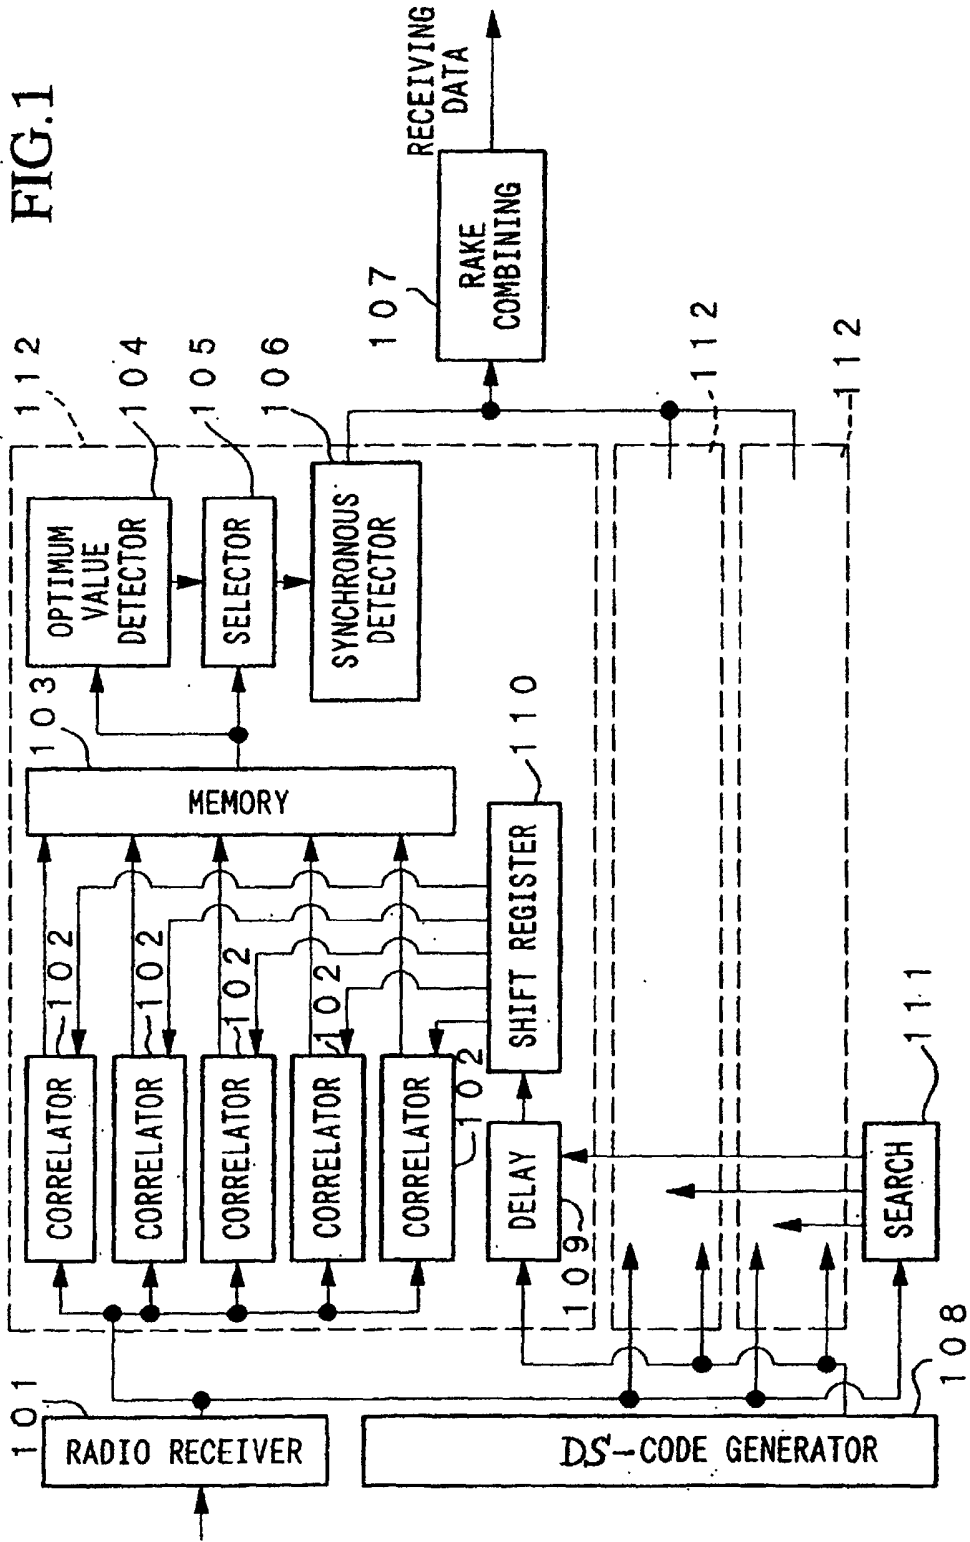 FIG.1
112
104
105
106
107
OPTIMUM
VALUE
DETECTOR
SELECTOR
SYNCHRONOUS
DETECTOR
RAKE
COMBINING
RECEIVING
DATA
103
MEMORY
110
SHIFT REGISTER
112
112
102
102
102
102
102
CORRELATOR
CORRELATOR
CORRELATOR
CORRELATOR
CORRELATOR
DELAY
109
SEARCH
111
101
RADIO RECEIVER
DS-CODE GENERATOR
108